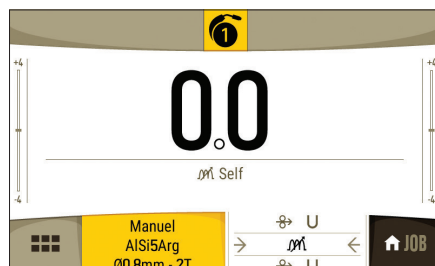 1
+4
+4
0.0
Self
-4
-4
Manuel
AlSi5Arg
Ø0.8mm - 2T
U
U
JOB